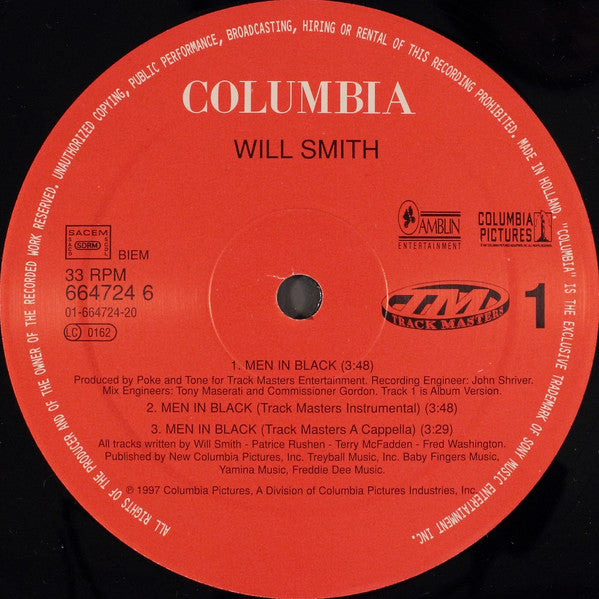 ALL RIGHTS OF THE PRODUCER AND OF THE OWNER OF THE RECORDED WORK RESERVED. UNAUTHORIZED COPYING, PUBLIC PERFORMANCE, BROADCASTING, HIRING OR RENTAL OF THIS RECORDING PROHIBITED. MADE IN HOLLAND. "COLUMBIA" IS THE EXCLUSIVE TRADEMARK OF SONY MUSIC ENTERTAINMENT INC.
COLUMBIA
WILL SMITH
SACEM
SDRM
BIEM
AMBLIN
ENTERTAINMENT
COLUMBIA
PICTURES
33 RPM
664724 6
01-664724-20
LC 0162
TM
TRACK MASTERS
1
1. MEN IN BLACK (3:48)
Produced by Poke and Tone for Track Masters Entertainment. Recording Engineer: John Shriver.
Mix Engineers: Tony Maserati and Commissioner Gordon. Track 1 is Album Version.
2. MEN IN BLACK (Track Masters Instrumental) (3:48)
3. MEN IN BLACK (Track Masters A Cappella) (3:29)
All tracks written by Will Smith - Patrice Rushen - Terry McFadden - Fred Washington.
Published by New Columbia Pictures, Inc. Treyball Music, Inc. Baby Fingers Music,
Yamina Music, Freddie Dee Music.
℗ 1997 Columbia Pictures, A Division of Columbia Pictures Industries, Inc.